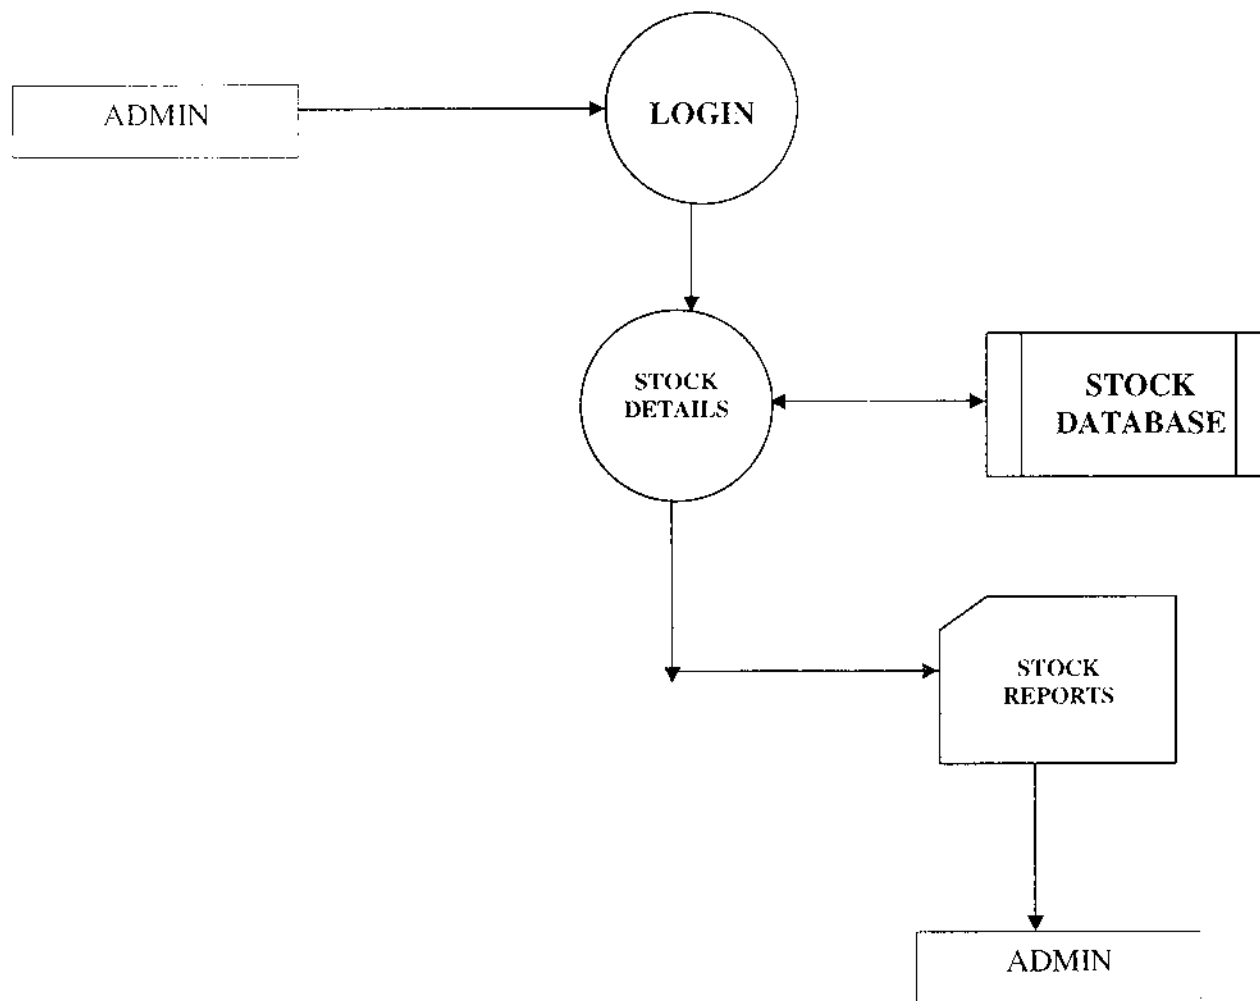 ADMIN
LOGIN
STOCK
DETAILS
STOCK
DATABASE
STOCK
REPORTS
ADMIN